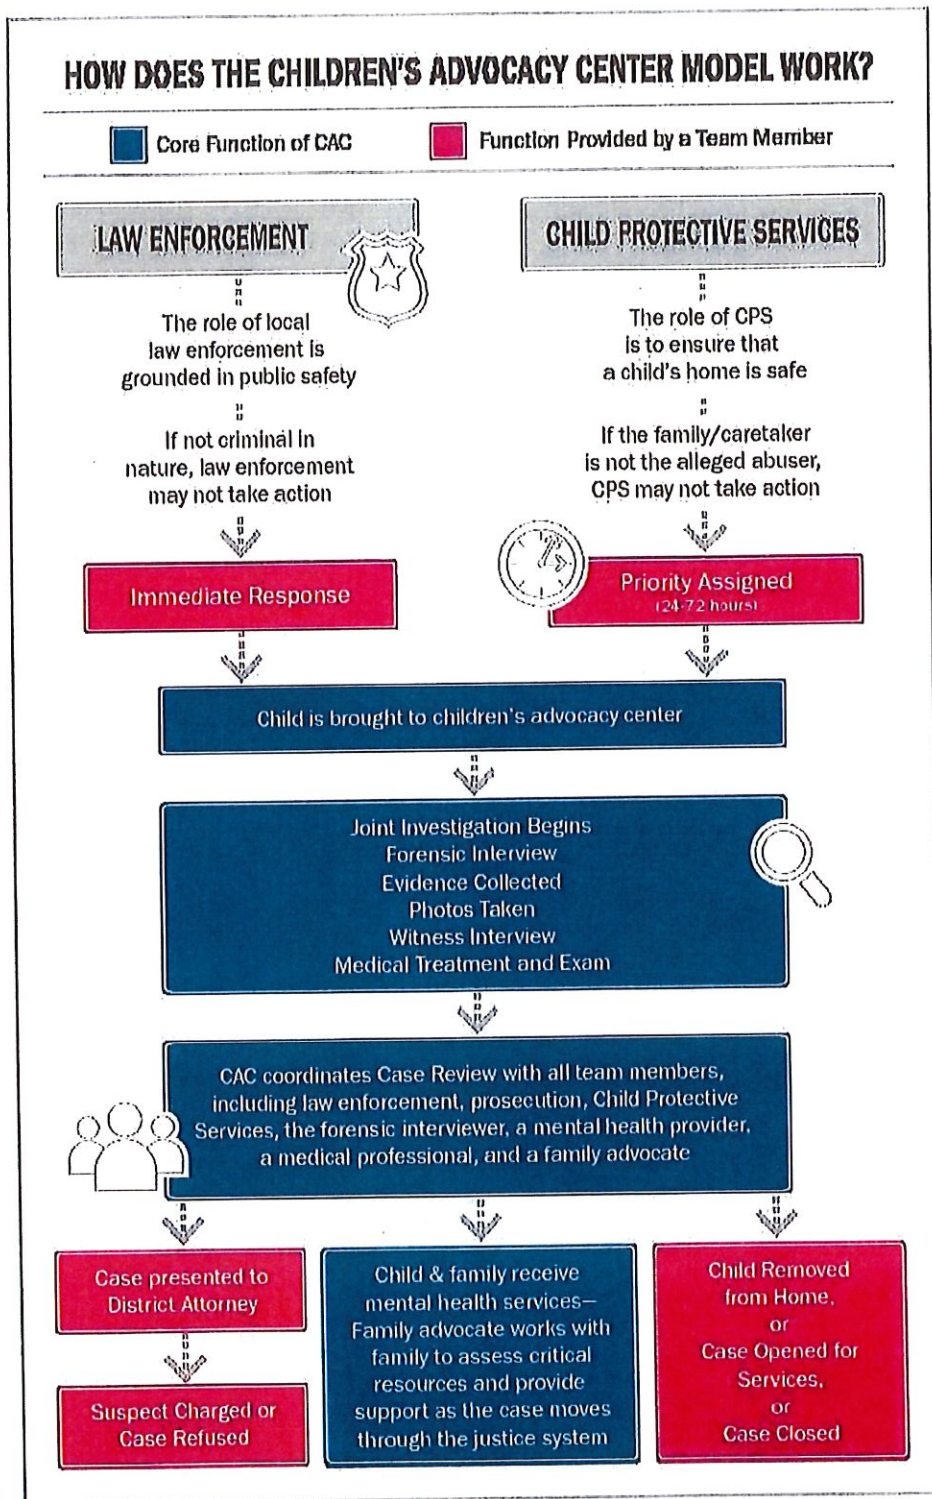 HOW DOES THE CHILDREN'S ADVOCACY CENTER MODEL WORK?
Core Function of CAC
Function Provided by a Team Member
LAW ENFORCEMENT
The role of local
law enforcement is
grounded in public safety
If not criminal in
nature, law enforcement
may not take action
Immediate Response
CHILD PROTECTIVE SERVICES
The role of CPS
is to ensure that
a child's home is safe
If the family/caretaker
is not the alleged abuser,
CPS may not take action
Priority Assigned
(24-72 hours)
Child is brought to children's advocacy center
Joint Investigation Begins
Forensic Interview
Evidence Collected
Photos Taken
Witness Interview
Medical Treatment and Exam
CAC coordinates Case Review with all team members,
including law enforcement, prosecution, Child Protective
Services, the forensic interviewer, a mental health provider,
a medical professional, and a family advocate
Case presented to
District Attorney
Suspect Charged or
Case Refused
Child & family receive
mental health services—
Family advocate works with
family to assess critical
resources and provide
support as the case moves
through the justice system
Child Removed
from Home,
or
Case Opened for
Services,
or
Case Closed